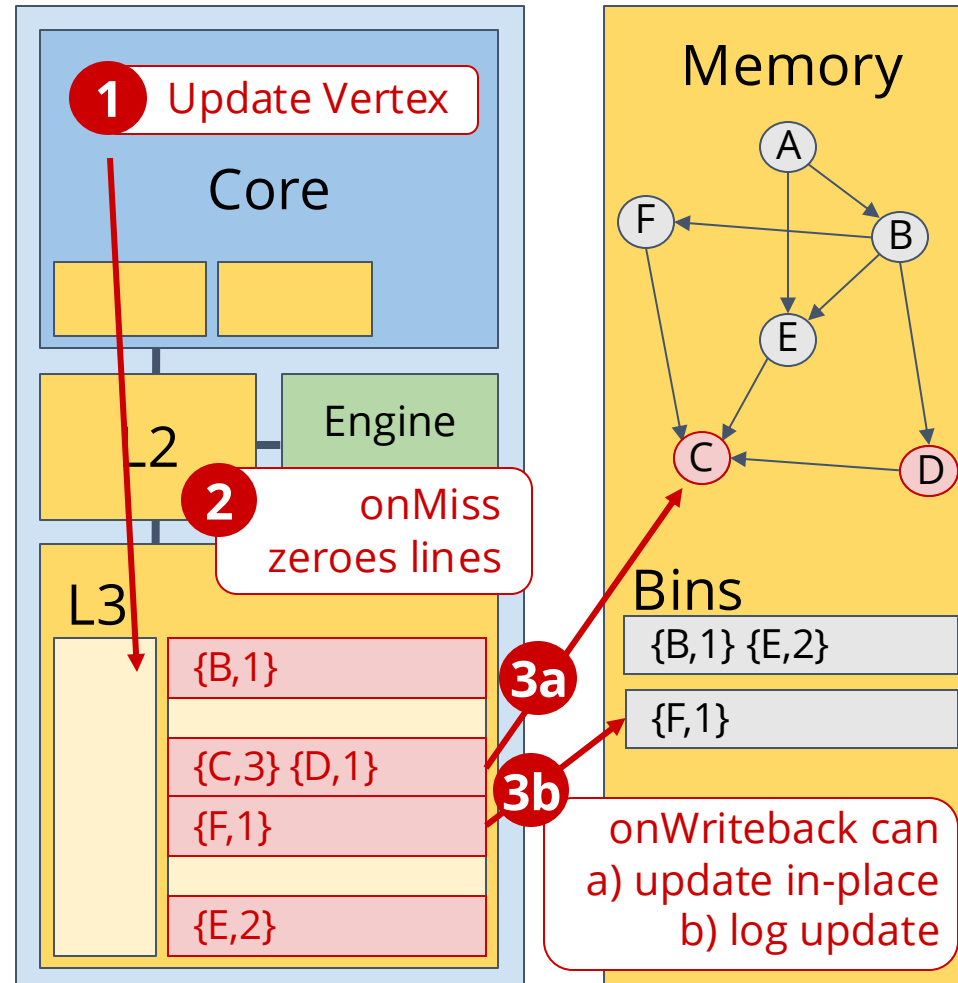 1 Update Vertex
Core
L2
Engine
2 onMiss
zeroes lines
L3
{B,1}
{C,3} {D,1}
{F,1}
{E,2}
3a
3b
Memory
A
F
B
E
C
D
Bins
{B,1} {E,2}
{F,1}
onWriteback can
a) update in-place
b) log update